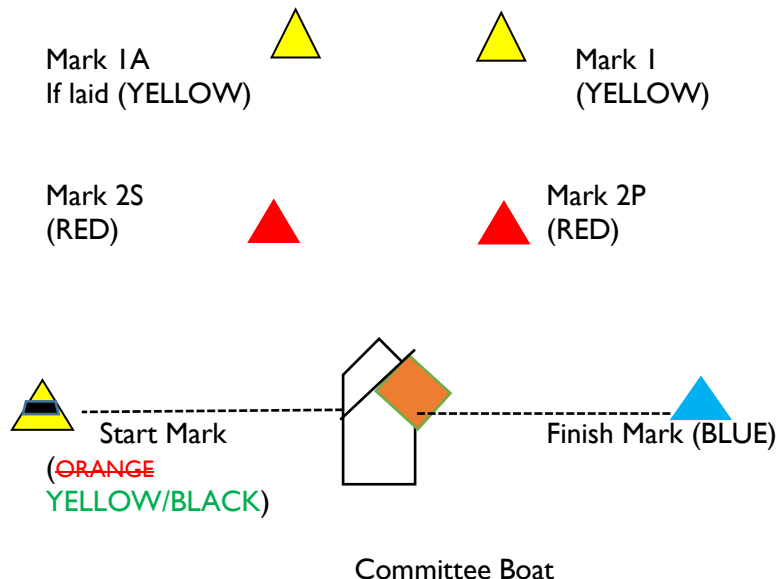 Mark 1A
If laid (YELLOW)
Mark 1
(YELLOW)
Mark 2S
(RED)
Mark 2P
(RED)
Start Mark
(ORANGE
YELLOW/BLACK)
Finish Mark (BLUE)
Committee Boat